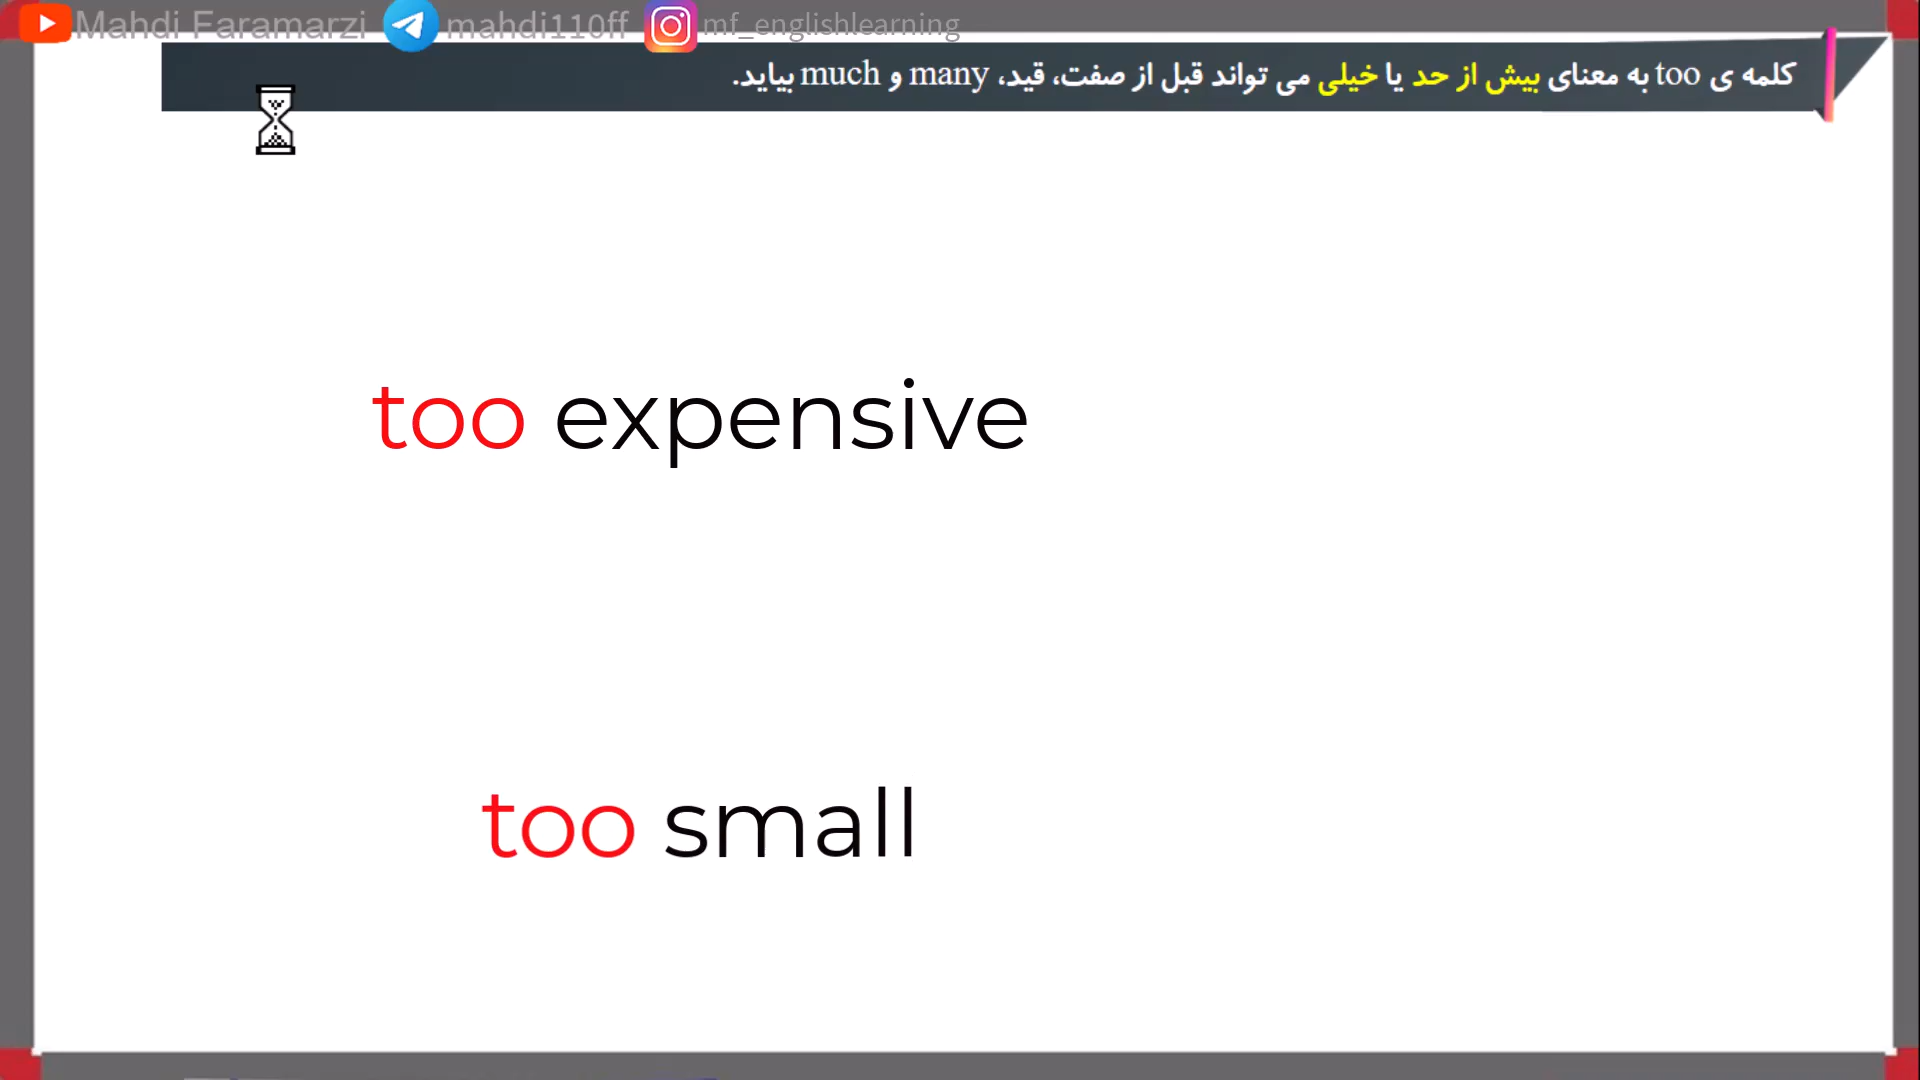 Mahdi Faramarzi mahdi110ff mf_englishlearning
کلمه ی too به معنای بیش از حد یا خیلی می تواند قبل از صفت، قید، many و much بیاید.
too expensive
too small